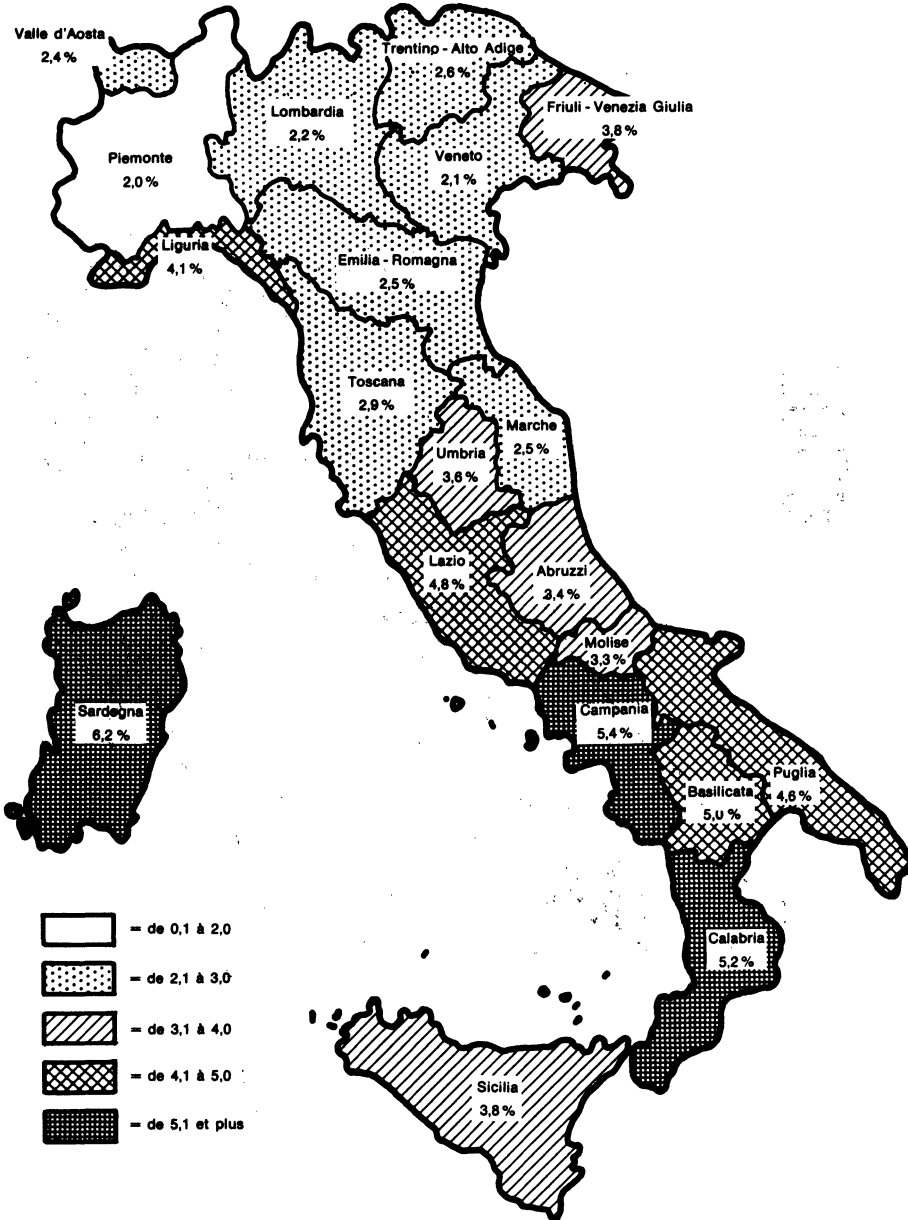 Valle d'Aosta
2,4 %
Trentino - Alto Adige
2,6 %
Friuli - Venezia Giulia
3,8 %
Lombardia
2,2 %
Veneto
2,1 %
Piemonte
2,0 %
Liguria
4,1 %
Emilia - Romagna
2,5 %
Toscana
2,9 %
Marche
2,5 %
Umbria
3,6 %
Lazio
4,8 %
Abruzzi
3,4 %
Molise
3,3 %
Sardegna
6,2 %
Campania
5,4 %
Puglia
4,6 %
Basilicata
5,0 %
Calabria
5,2 %
Sicilia
3,8 %
= de 0,1 à 2,0
= de 2,1 à 3,0
= de 3,1 à 4,0
= de 4,1 à 5,0
= de 5,1 et plus